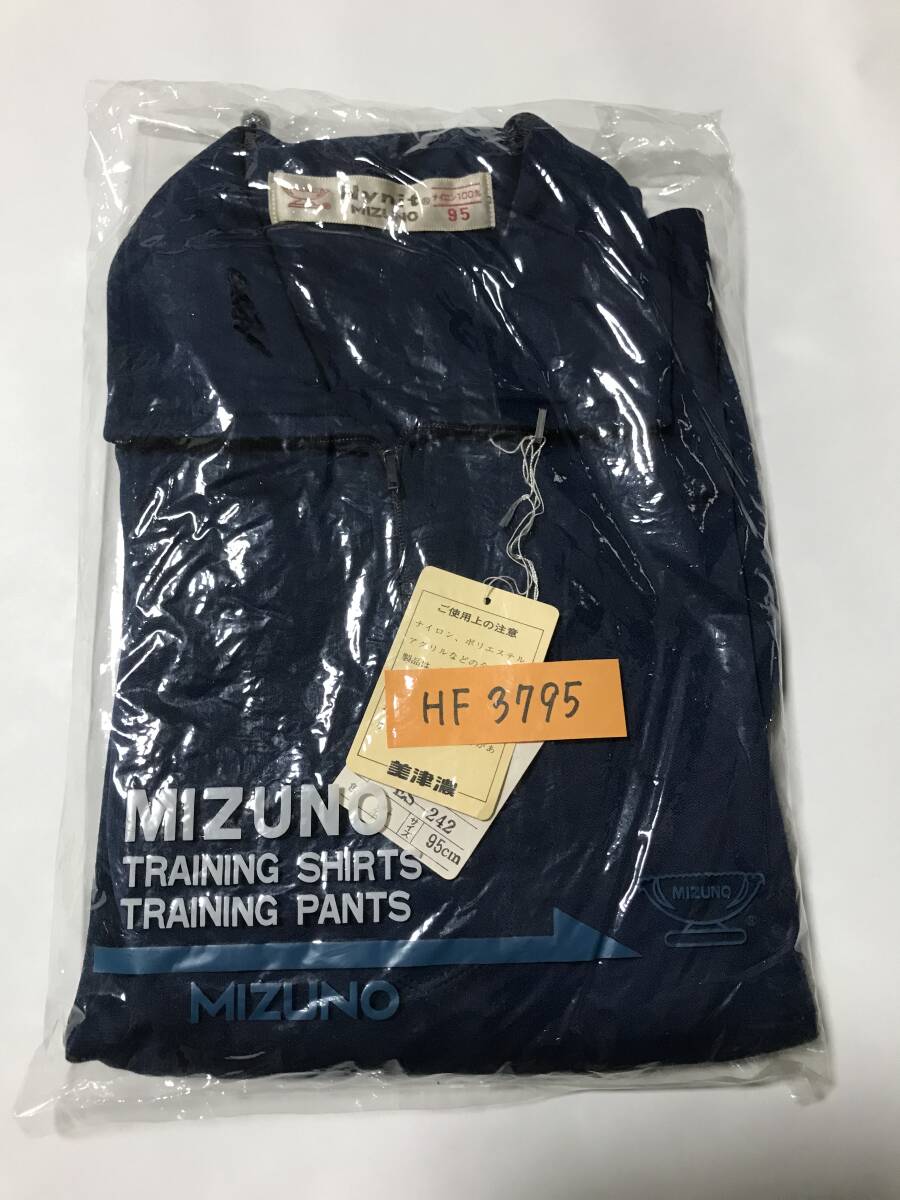 Hynit® ナイロン100%
MIZUNO 95
ご使用上の注意
ナイロン、ポリエステル
アクリルなどの
製品は
HF 3795
美津濃
242
サイズ 95cm
MIZUNO
TRAINING SHIRTS
TRAINING PANTS
MIZUNO
®
MIZUNO